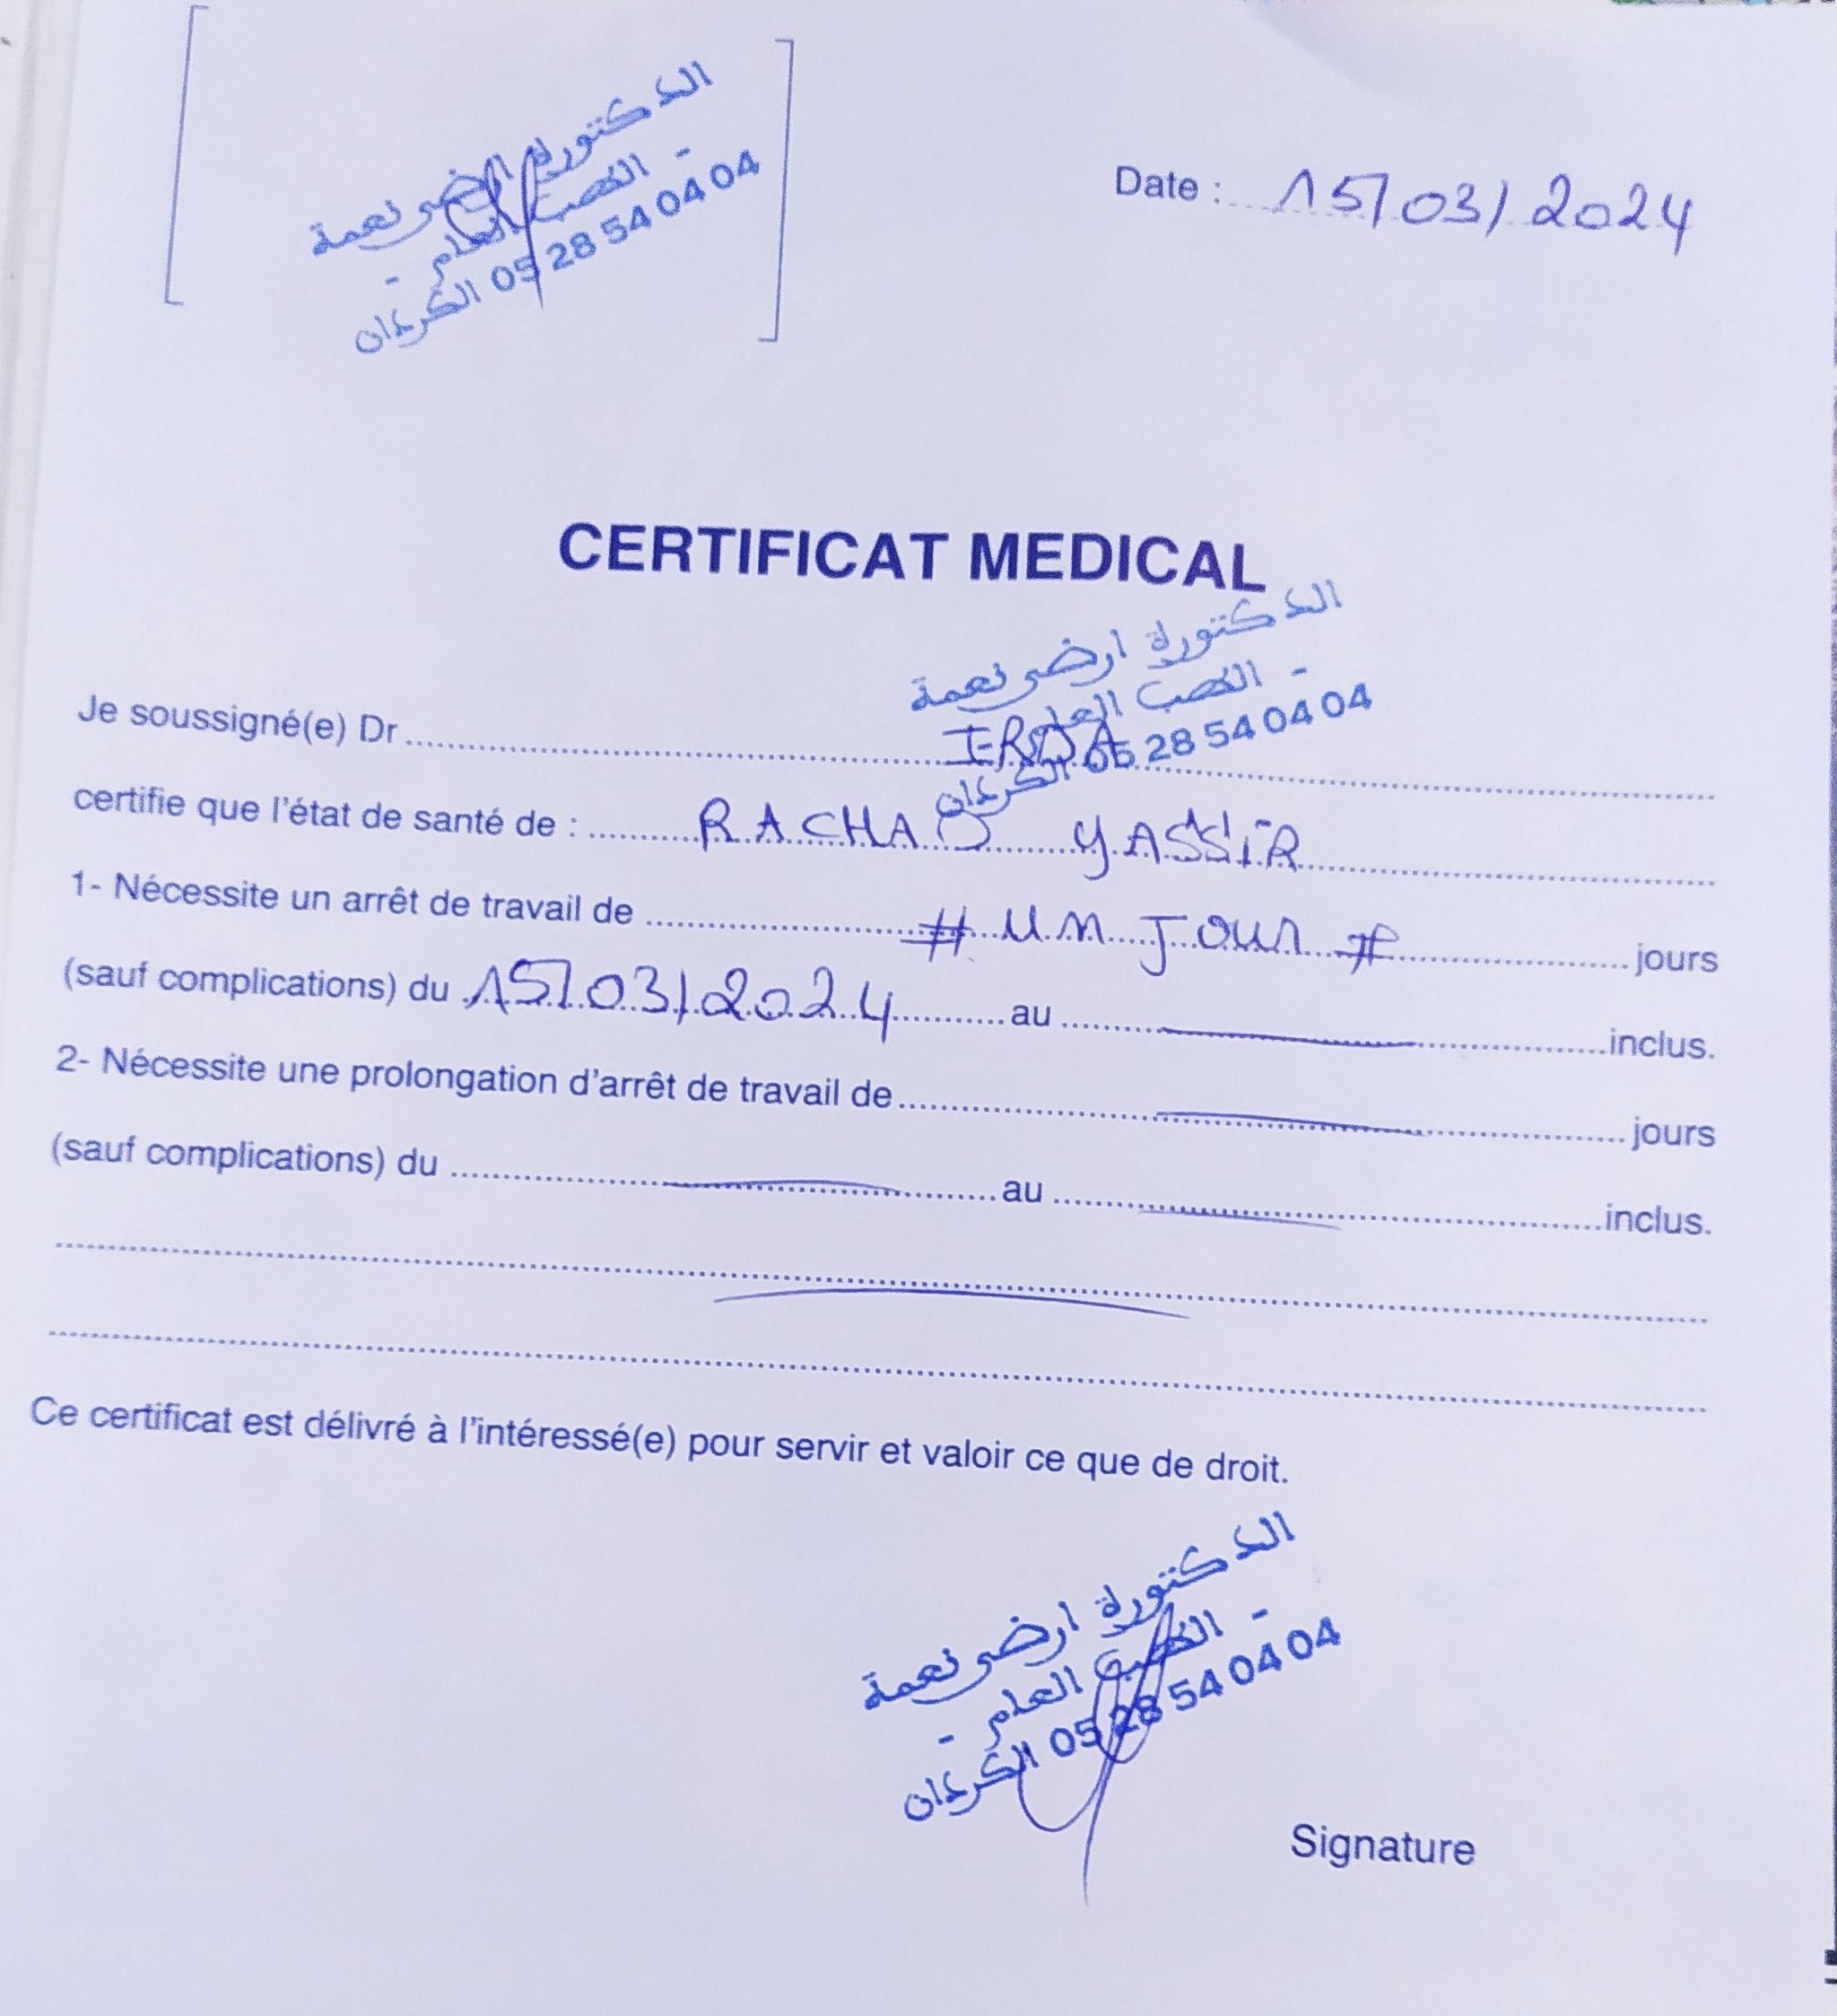 الدكتورة ارضى نعمة
- الطب العام -
05 28 54 04 04 الكردان
Date : 15/03/2024
CERTIFICAT MEDICAL
الدكتورة ارضى نعمة
- الطب العام
05 28 54 04 04 الكردان
Je soussigné(e) Dr IRDA
certifie que l'état de santé de : RACHAD YASSIR
1- Nécessite un arrêt de travail de # un Jour # jours
(sauf complications) du 15/03/2024 au inclus.
2- Nécessite une prolongation d'arrêt de travail de jours
(sauf complications) du au inclus.
Ce certificat est délivré à l'intéressé(e) pour servir et valoir ce que de droit.
الدكتورة ارضى نعمة
- الطب العام -
05 28 54 04 04 الكردان
Signature